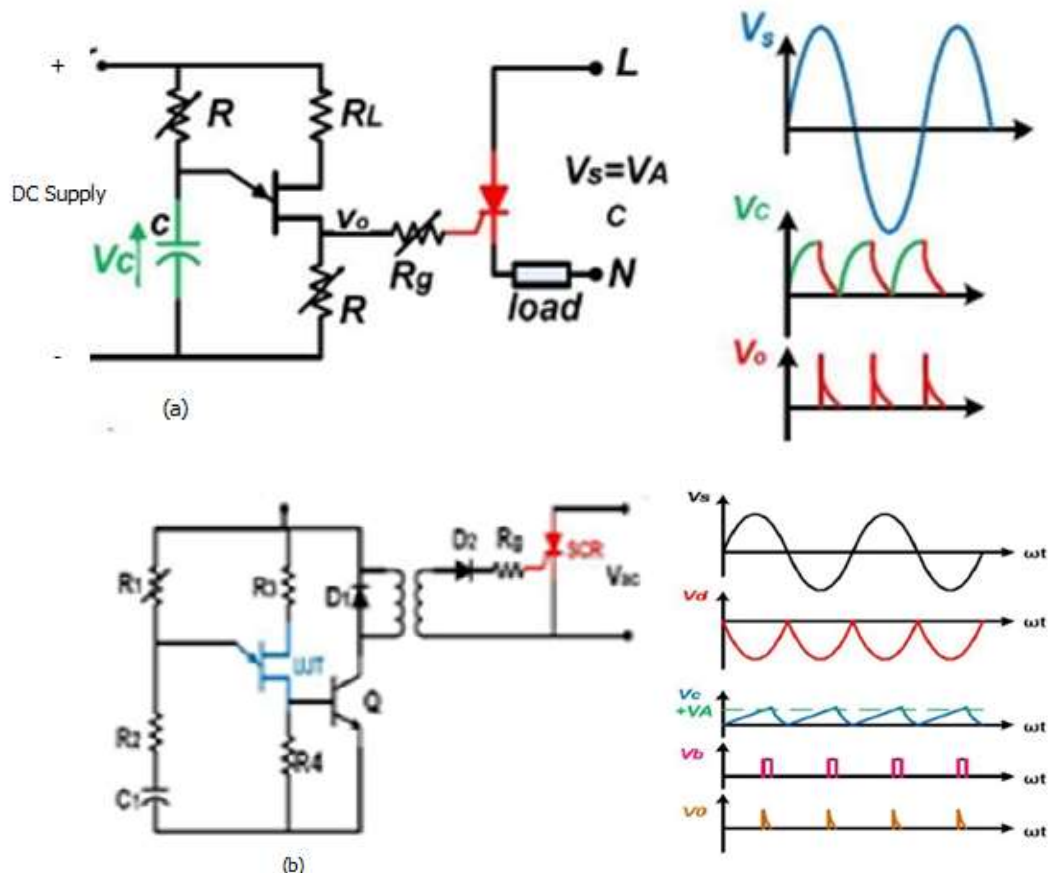 +
R
RL
DC Supply
C
Vc
Vo
Rg
R
L
Vs=VA
C
N
load
-
(a)
Vs
Vc
Vo
R1
R3
D1
D2
Rg
SCR
Vac
UJT
Q
R2
R4
C1
(b)
Vs
ωt
Vd
ωt
Vc
+VA
ωt
Vb
ωt
V0
ωt